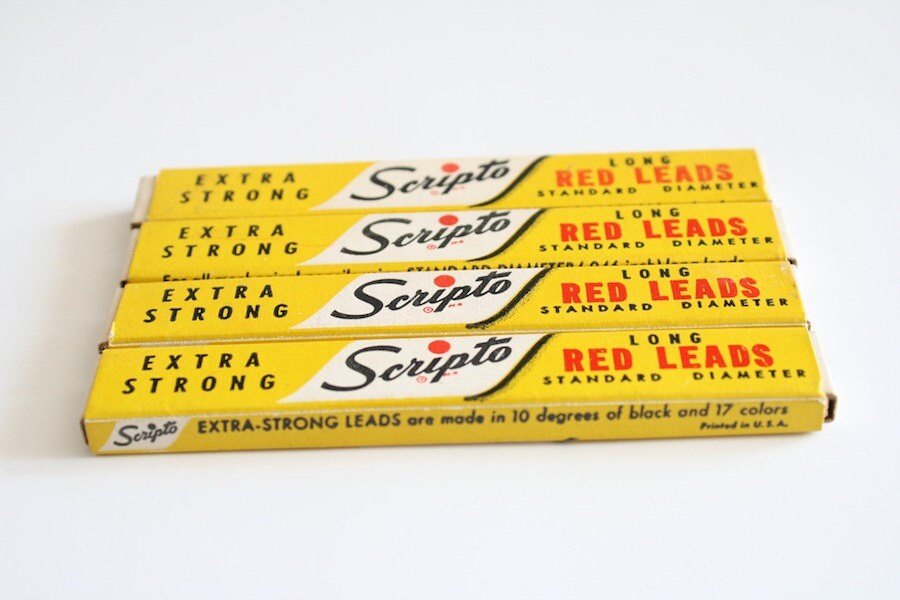 EXTRA STRONG
Scripto
LONG
RED LEADS
STANDARD DIAMETER
EXTRA STRONG
Scripto
LONG
RED LEADS
STANDARD DIAMETER
STANDARD DIAMETER
EXTRA STRONG
Scripto
LONG
RED LEADS
STANDARD DIAMETER
EXTRA STRONG
Scripto
LONG
RED LEADS
STANDARD DIAMETER
Scripto EXTRA-STRONG LEADS are made in 10 degrees of black and 17 colors
Printed in U.S.A.